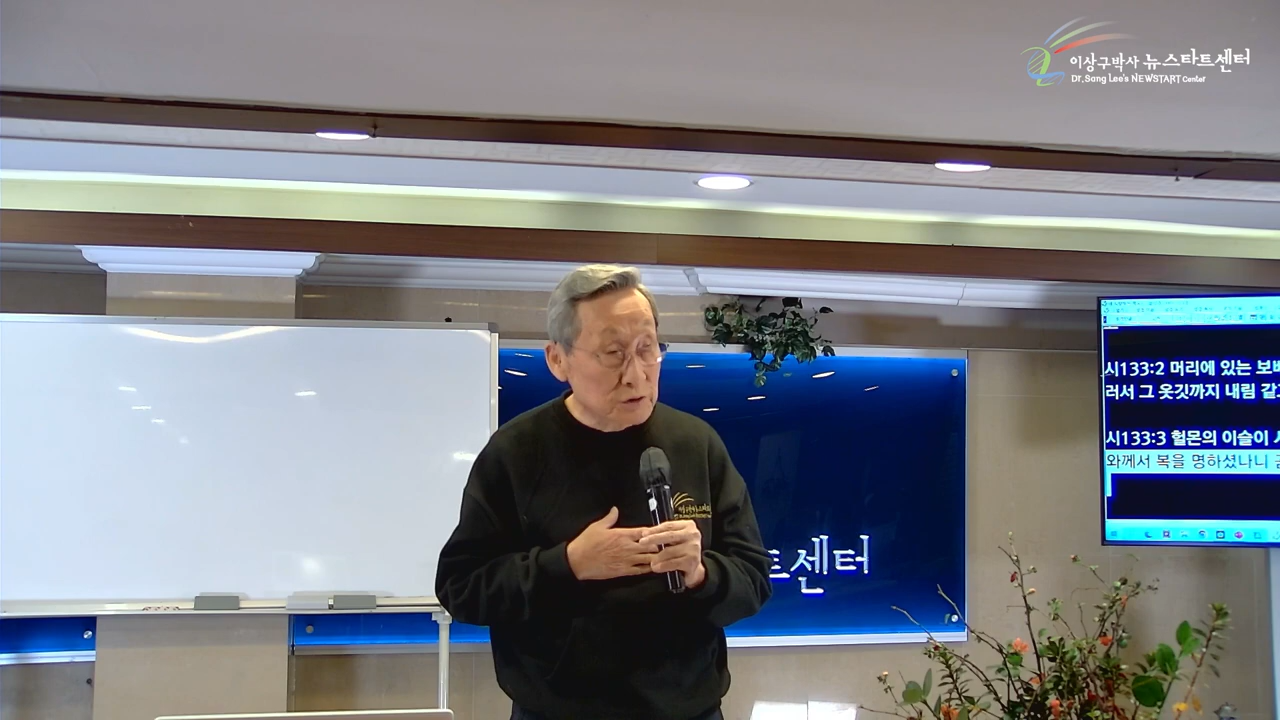 이상구박사 뉴스타트센터
Dr. Sang Lee's NEWSTART Center
시133:2 머리에 있는 보배
러서 그 옷깃까지 내림 같고
시133:3 헐몬의 이슬이
와께서 복을 명하셨나니
트센터